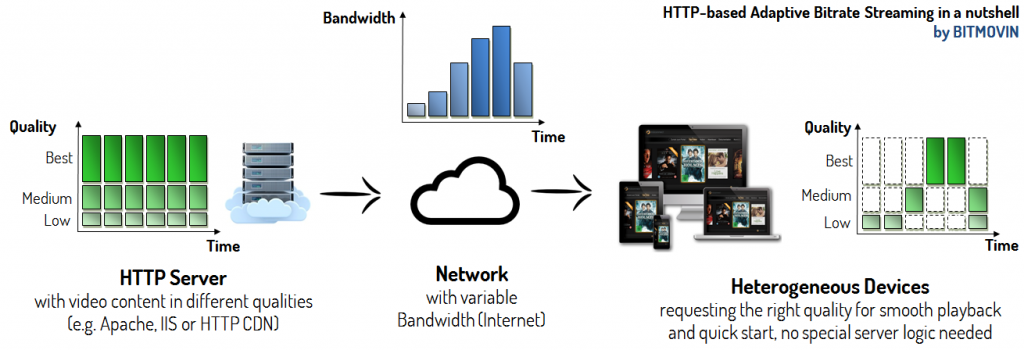 HTTP-based Adaptive Bitrate Streaming in a nutshell
by BITMOVIN
Bandwidth
Time
Quality
Best
Medium
Low
Time
Quality
Best
Medium
Low
Time
HTTP Server
with video content in different qualities
(e.g. Apache, IIS or HTTP CDN)
Network
with variable
Bandwidth (Internet)
Heterogeneous Devices
requesting the right quality for smooth playback
and quick start, no special server logic needed